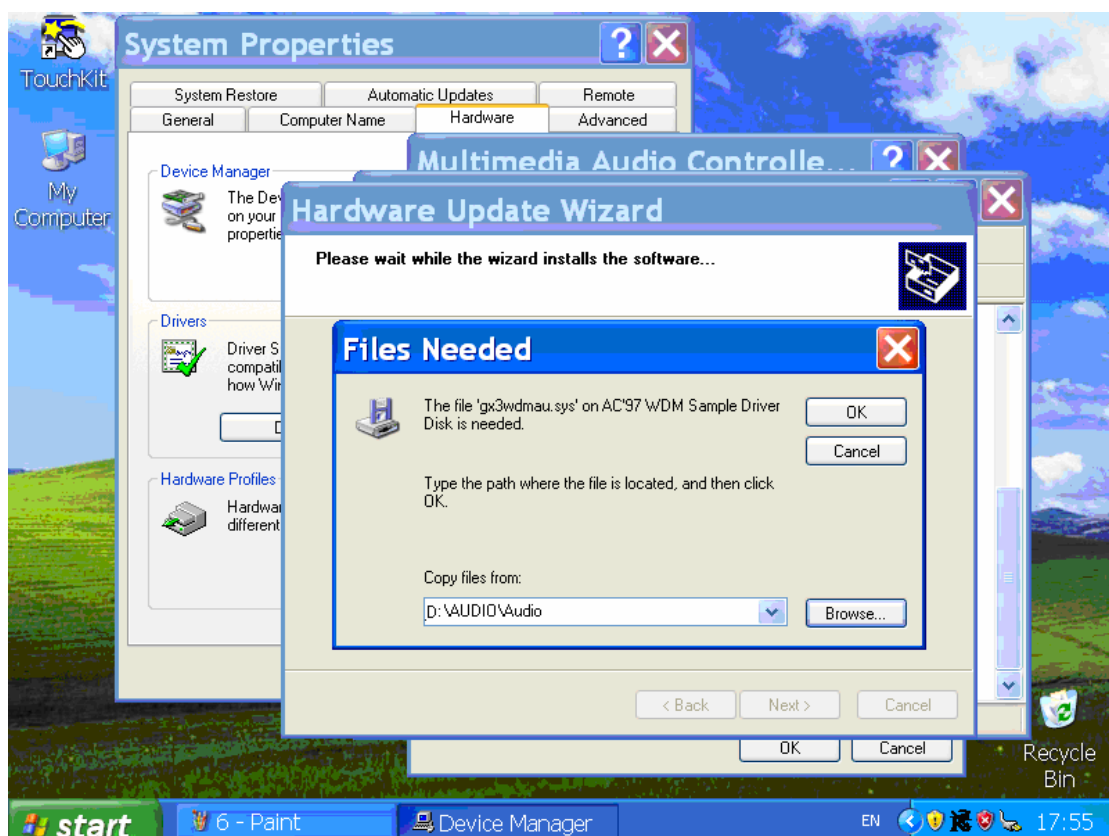 TouchKit
My
Computer
System Properties
System Restore
Automatic Updates
Remote
General
Computer Name
Hardware
Advanced
Device Manager
The Dev
on your
propertie
Drivers
Driver S
compatil
how Win
Hardware Profiles
Hardwar
different
Multimedia Audio Controlle...
Hardware Update Wizard
Please wait while the wizard installs the software...
Files Needed
The file 'gx3wdmau.sys' on AC'97 WDM Sample Driver
Disk is needed.
OK
Cancel
Type the path where the file is located, and then click
OK.
Copy files from:
D:\AUDIO\Audio
Browse...
< Back
Next >
Cancel
OK
Cancel
Recycle
Bin
start
6 - Paint
Device Manager
EN
17:55